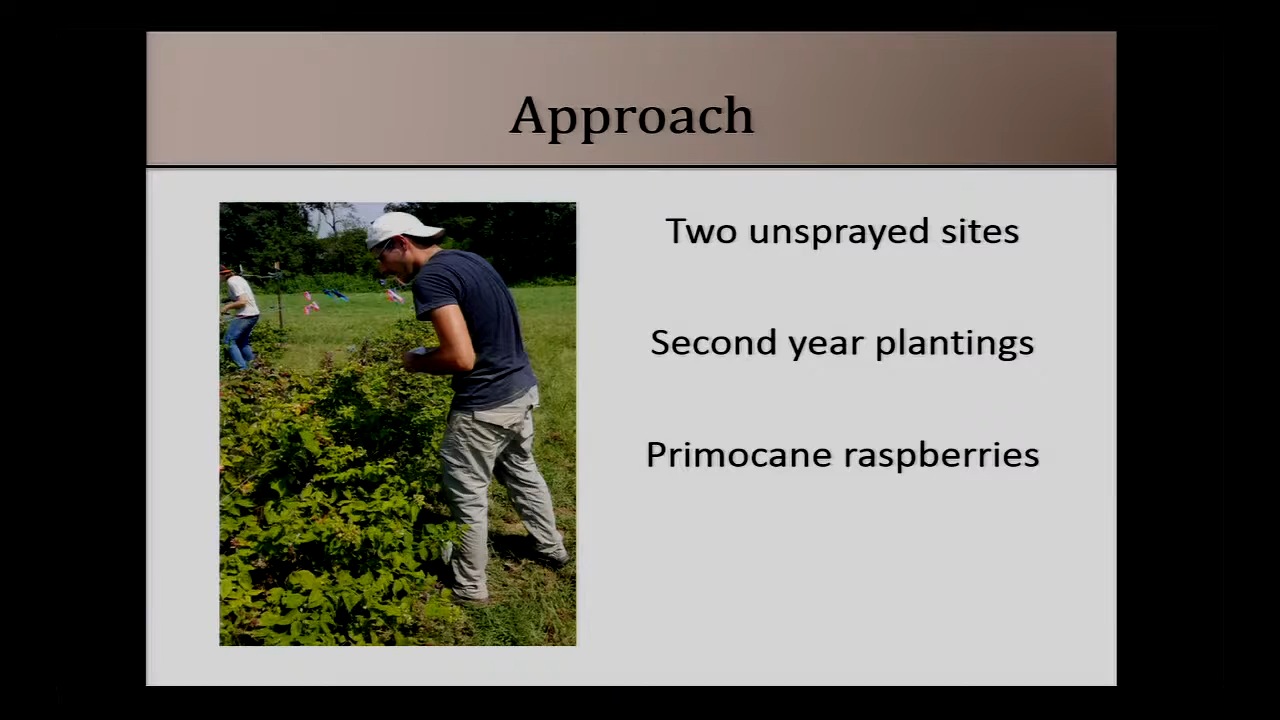 Approach
Two unsprayed sites
Second year plantings
Primocane raspberries